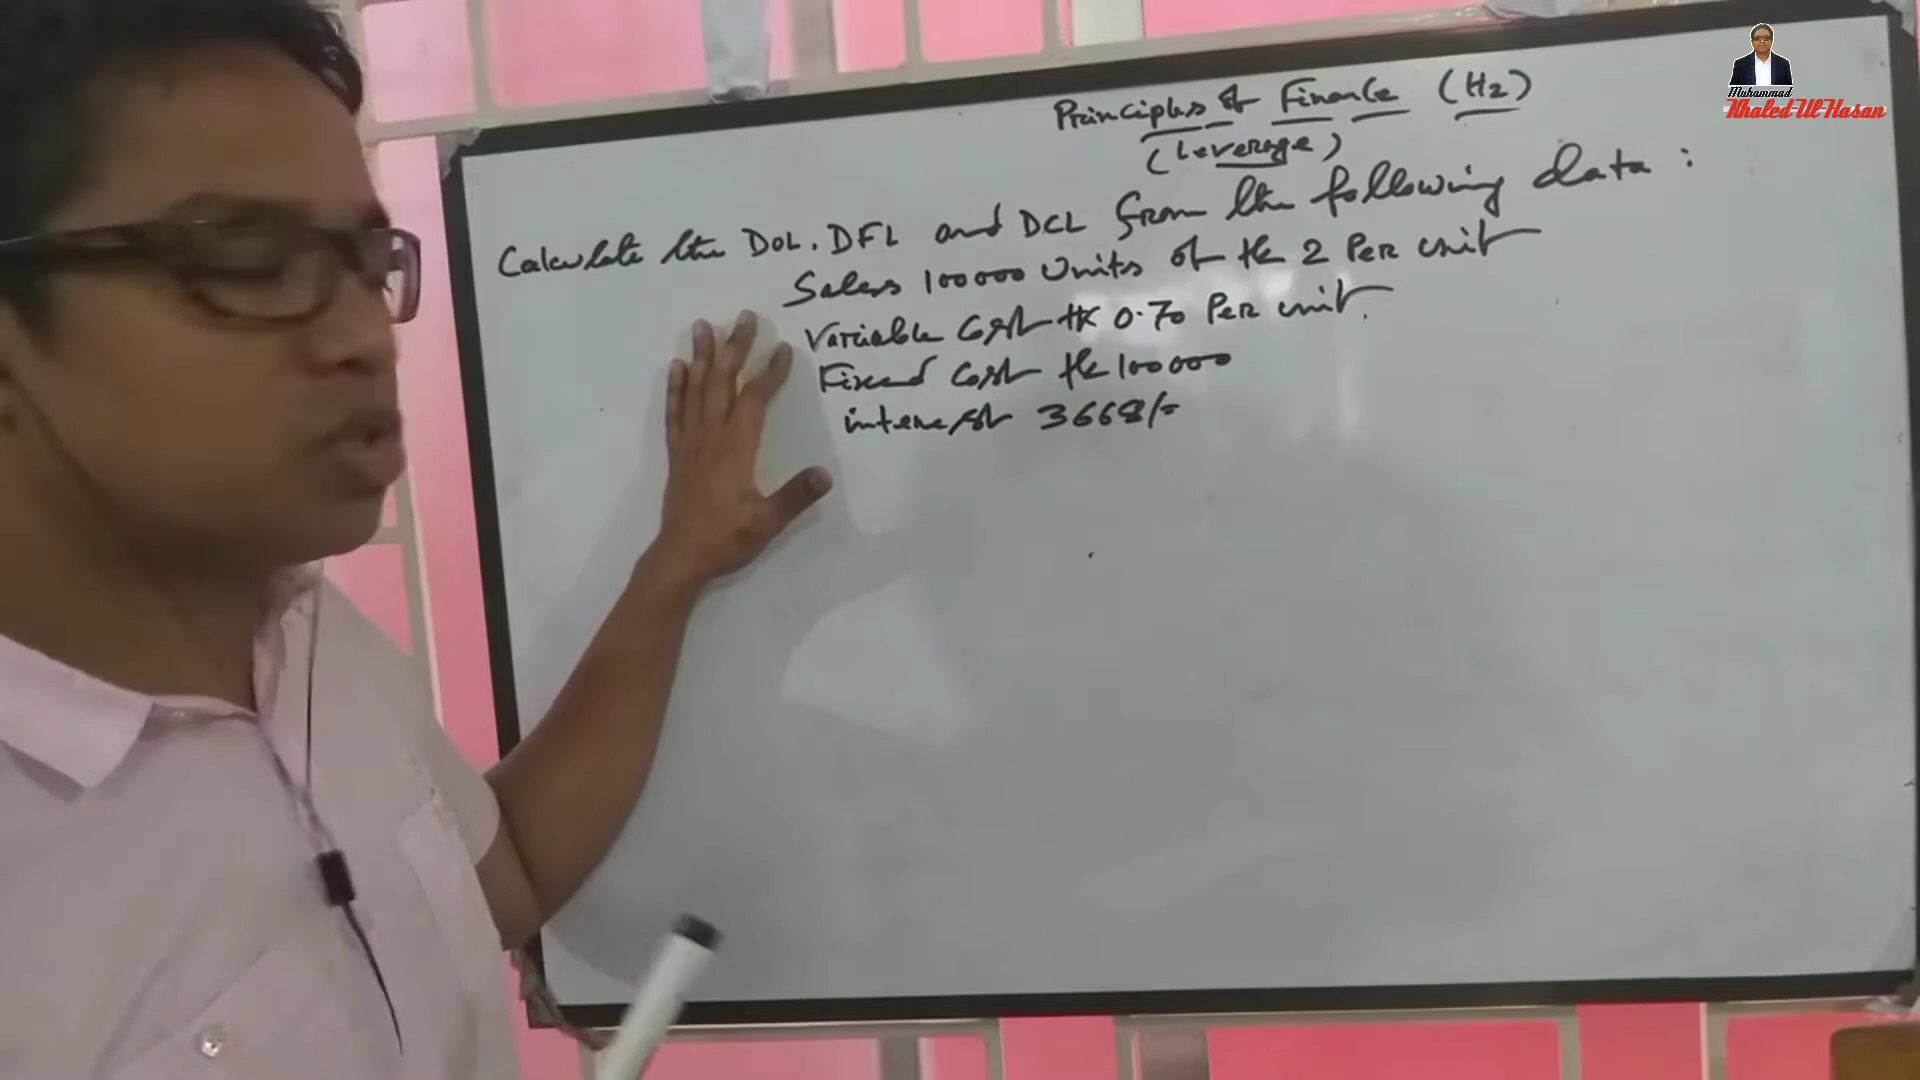 Principles of Finance (H2)
(Leverage)
Calculate the DOL, DFL and DCL from the following data :
Sales 100000 Units of tk 2 Per unit
Variable Cost tk 0.70 Per unit.
Fixed Cost tk 100000
interest 3668/=
Muhammad
Khaled-Ul-Hasan